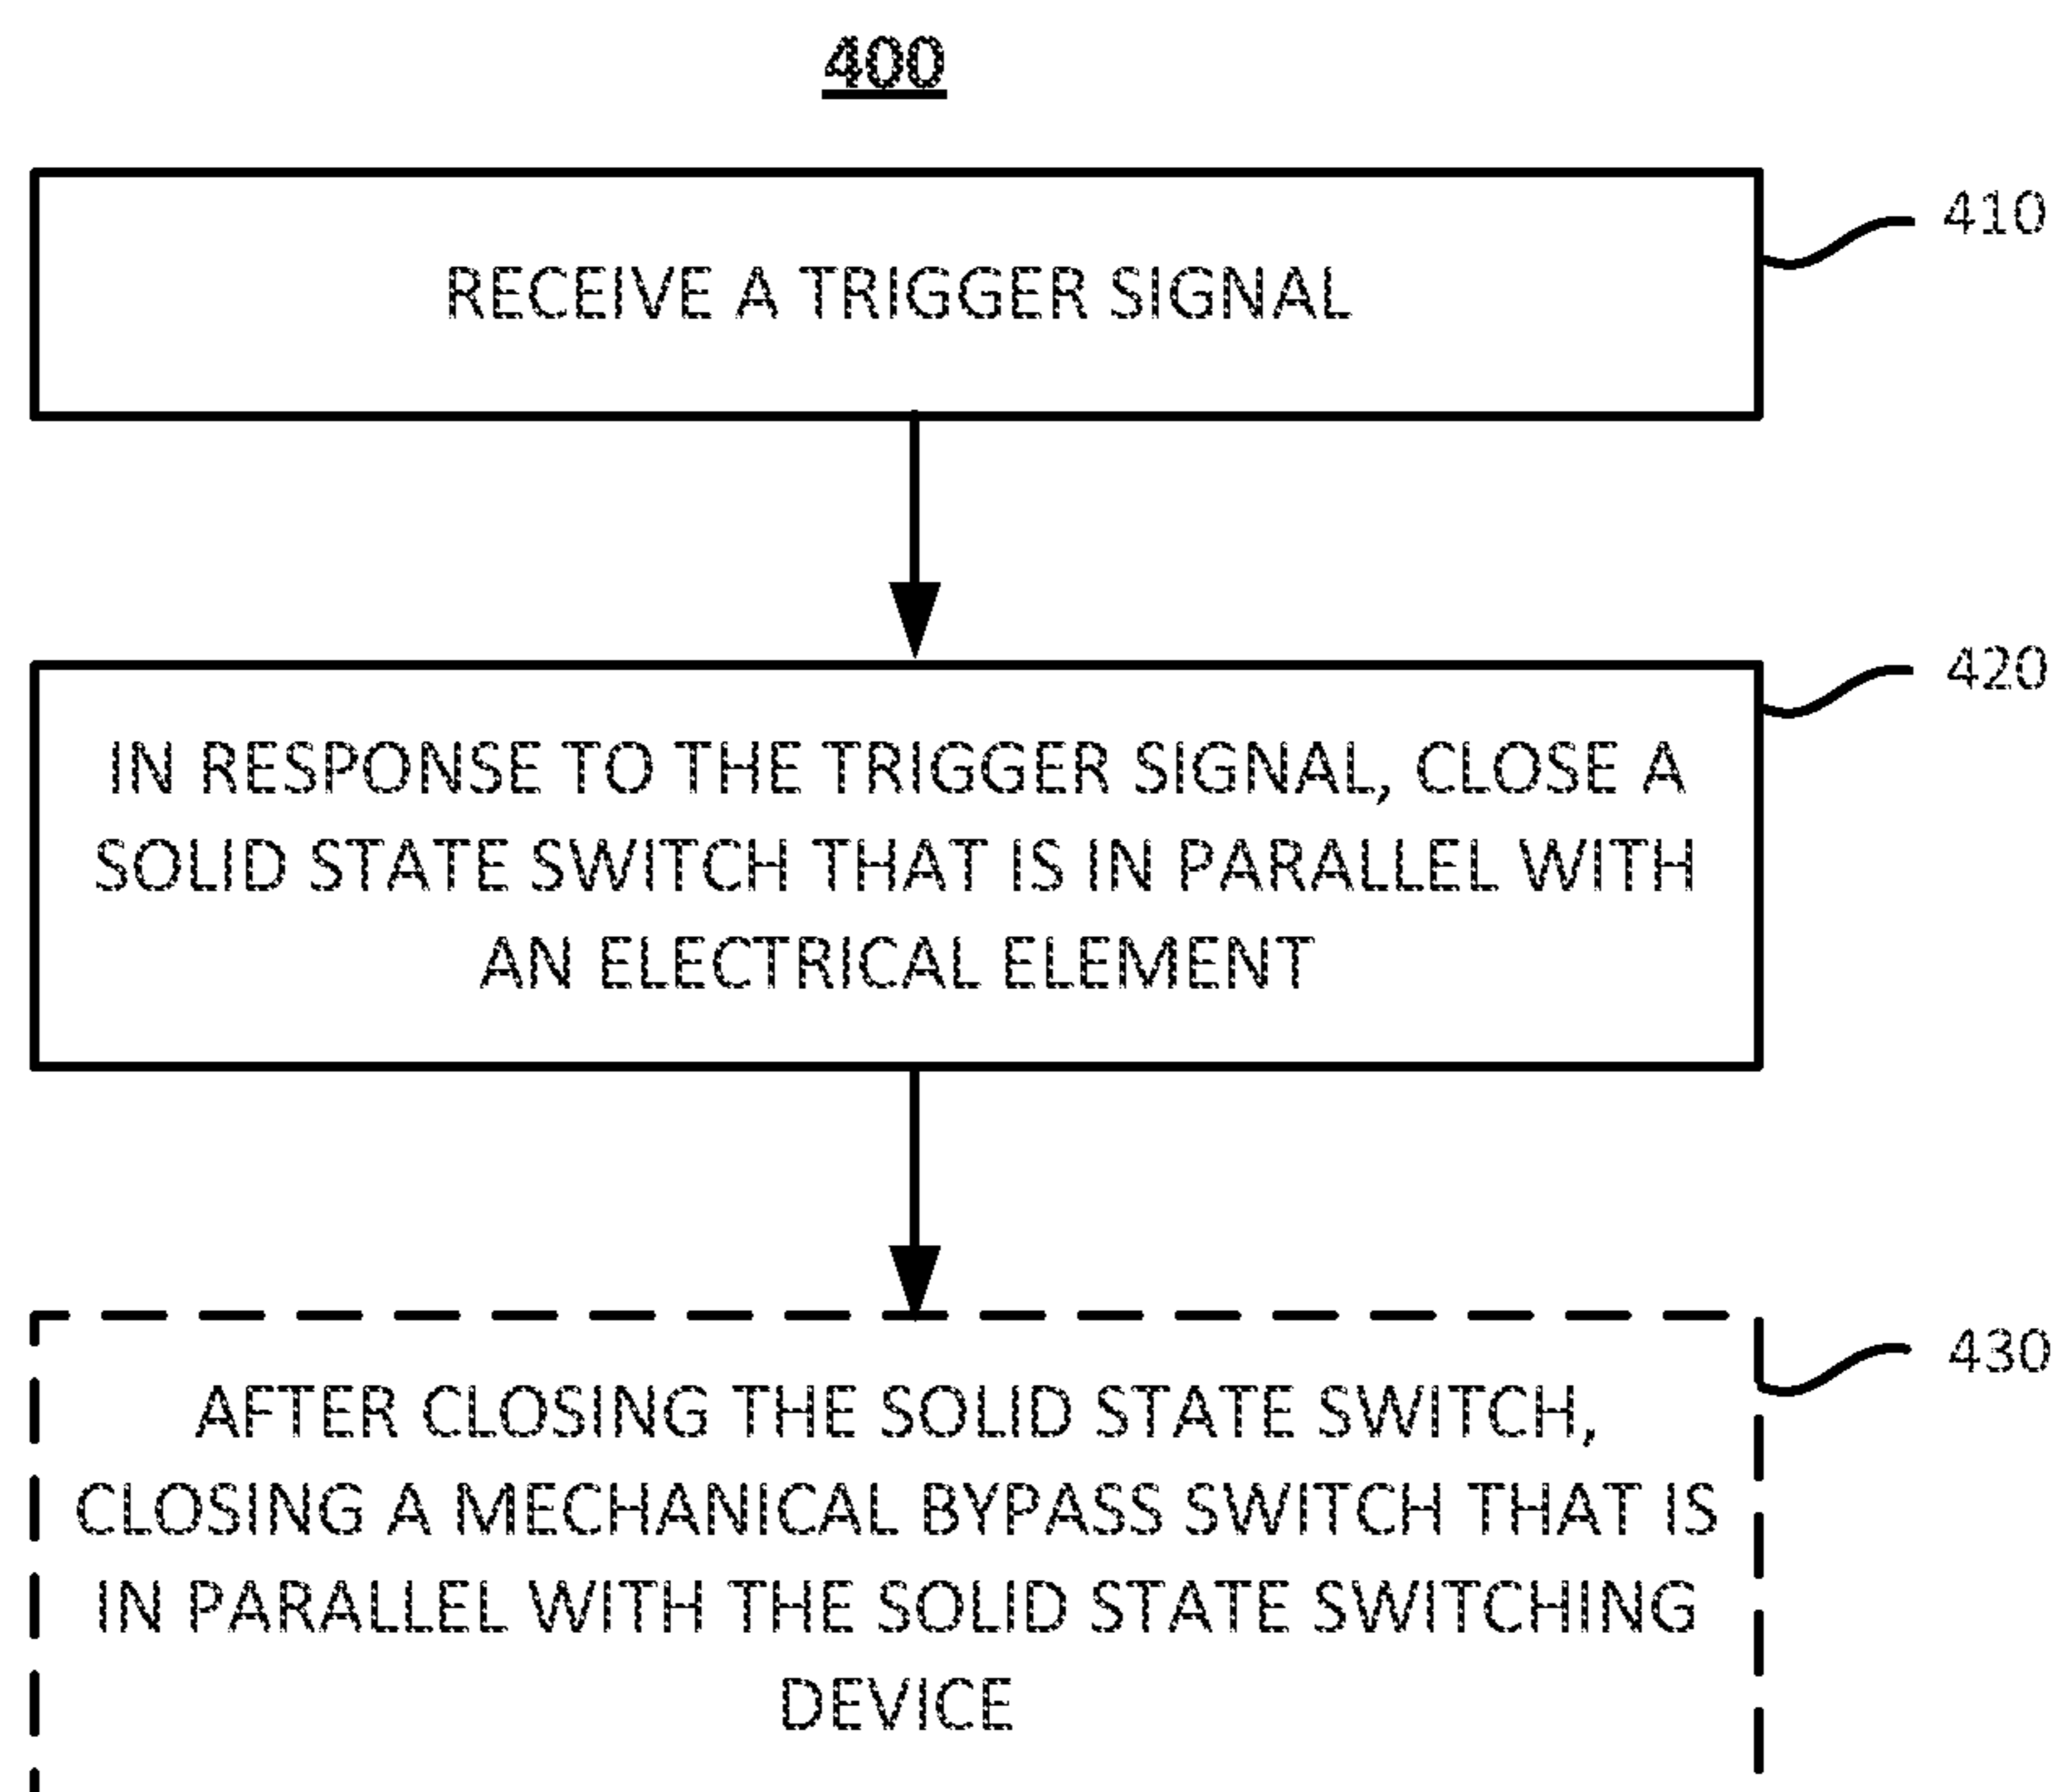 400
410
RECEIVE A TRIGGER SIGNAL
420
IN RESPONSE TO THE TRIGGER SIGNAL, CLOSE A
SOLID STATE SWITCH THAT IS IN PARALLEL WITH
AN ELECTRICAL ELEMENT
430
AFTER CLOSING THE SOLID STATE SWITCH,
CLOSING A MECHANICAL BYPASS SWITCH THAT IS
IN PARALLEL WITH THE SOLID STATE SWITCHING
DEVICE